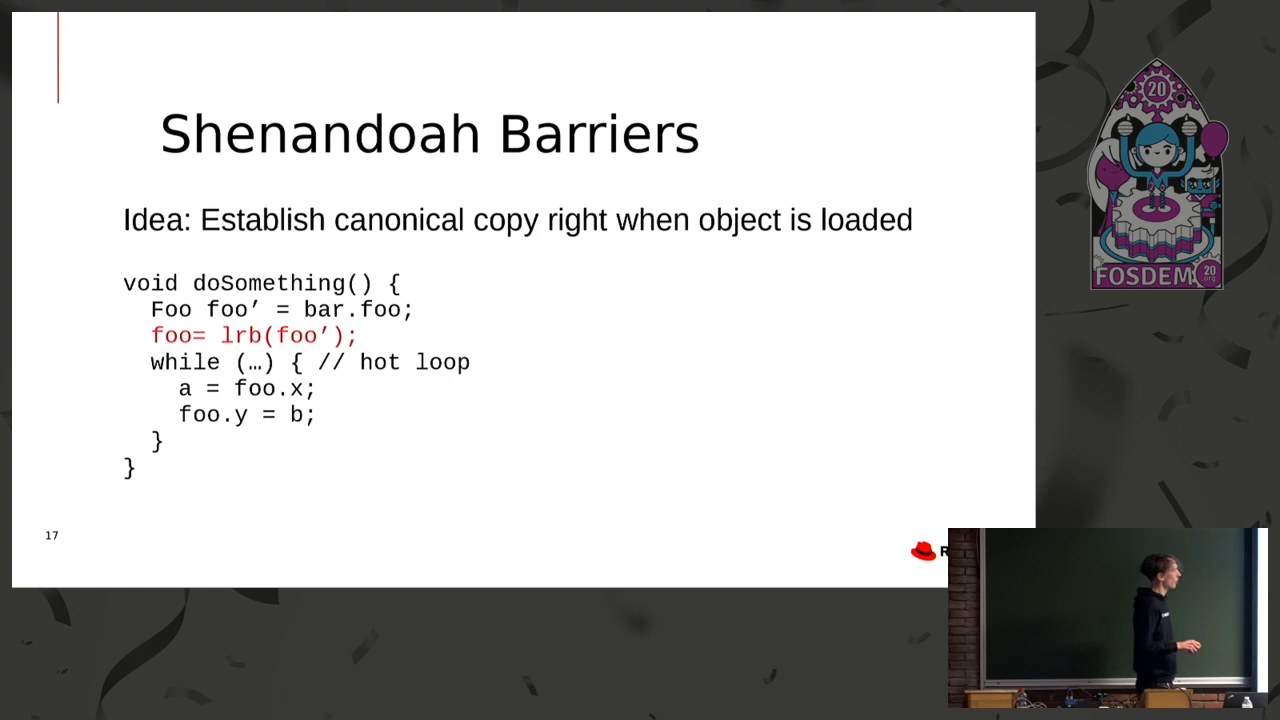 Shenandoah Barriers
Idea: Establish canonical copy right when object is loaded
void doSomething() {
  Foo foo’ = bar.foo;
  foo= lrb(foo’);
  while (…) { // hot loop
    a = foo.x;
    foo.y = b;
  }
}
17
20
FOSDEM
20
.org